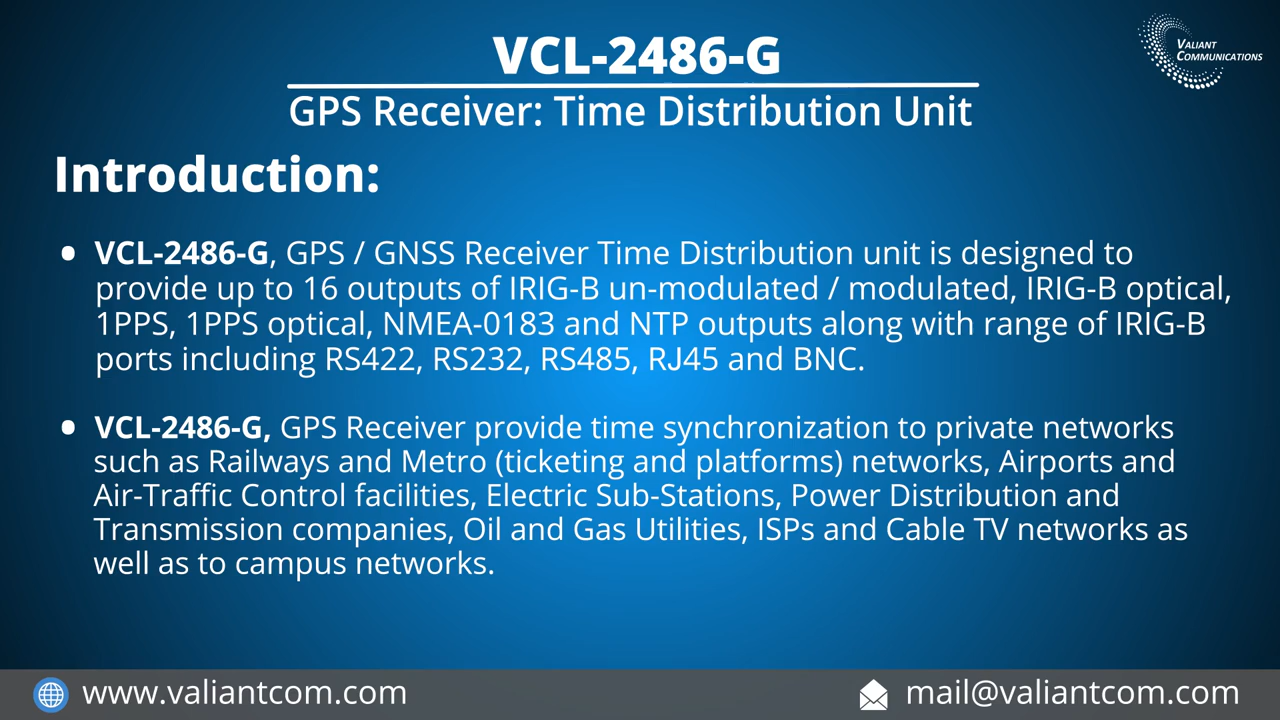 VCL-2486-G
VALIANT
COMMUNICATIONS
GPS Receiver: Time Distribution Unit
Introduction:
• VCL-2486-G, GPS / GNSS Receiver Time Distribution unit is designed to
provide up to 16 outputs of IRIG-B un-modulated / modulated, IRIG-B optical,
1PPS, 1PPS optical, NMEA-0183 and NTP outputs along with range of IRIG-B
ports including RS422, RS232, RS485, RJ45 and BNC.
• VCL-2486-G, GPS Receiver provide time synchronization to private networks
such as Railways and Metro (ticketing and platforms) networks, Airports and
Air-Traffic Control facilities, Electric Sub-Stations, Power Distribution and
Transmission companies, Oil and Gas Utilities, ISPs and Cable TV networks as
well as to campus networks.
www.valiantcom.com
mail@valiantcom.com